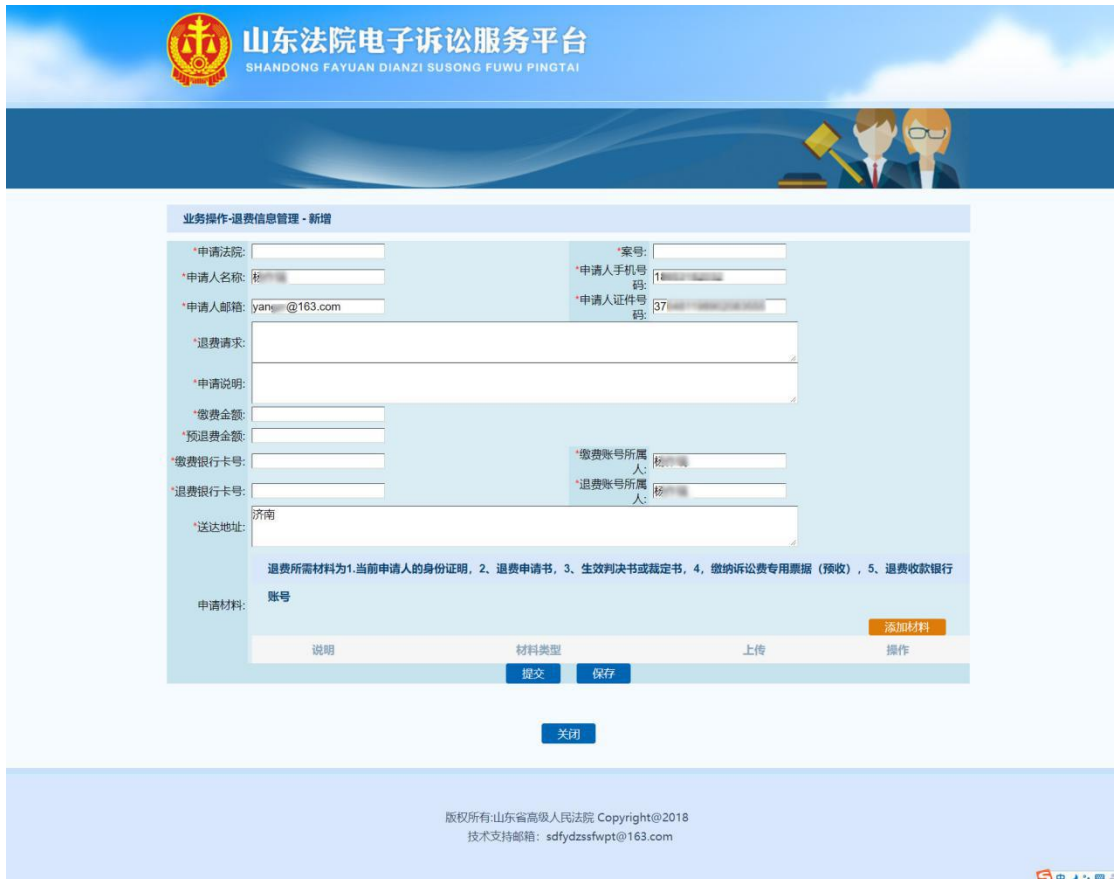 山东法院电子诉讼服务平台
SHANDONG FAYUAN DIANZI SUSONG FUWU PINGTAI
业务操作-退费信息管理 - 新增
*申请法院: *案号:
*申请人名称: 杨 *申请人手机号码: 18
*申请人邮箱: yan @163.com *申请人证件号码: 37
*退费请求:
*申请说明:
*缴费金额:
*预退费金额:
*缴费银行卡号: *缴费账号所属人: 杨
*退费银行卡号: *退费账号所属人: 杨
*送达地址: 济南
退费所需材料为1.当前申请人的身份证明，2、退费申请书，3、生效判决书或裁定书，4，缴纳诉讼费专用票据（预收），5、退费收款银行
账号
申请材料:
添加材料
说明 材料类型 上传 操作
提交 保存
关闭
版权所有:山东省高级人民法院 Copyright@2018
技术支持邮箱：sdfydzssfwpt@163.com